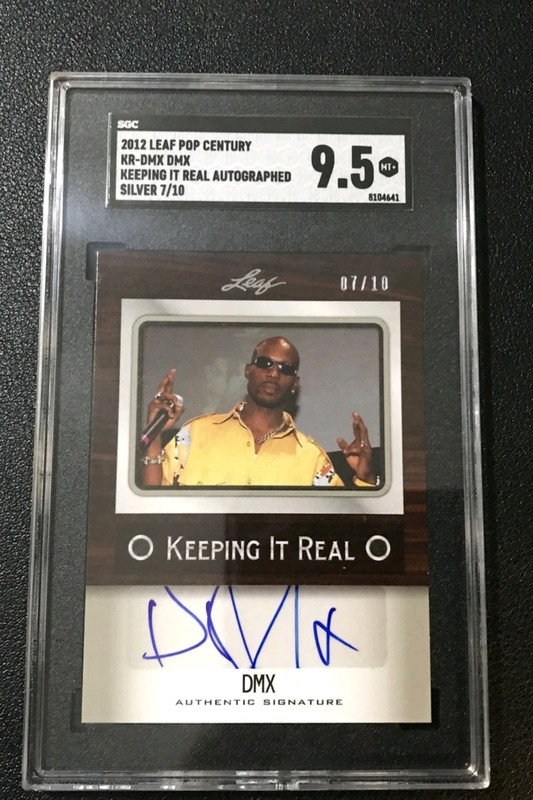 SGC
2012 LEAF POP CENTURY
KR-DMX DMX
KEEPING IT REAL AUTOGRAPHED
SILVER 7/10
9.5
MT+
8104641
Leaf
07/10
KEEPING IT REAL
DMX
DMX
AUTHENTIC SIGNATURE